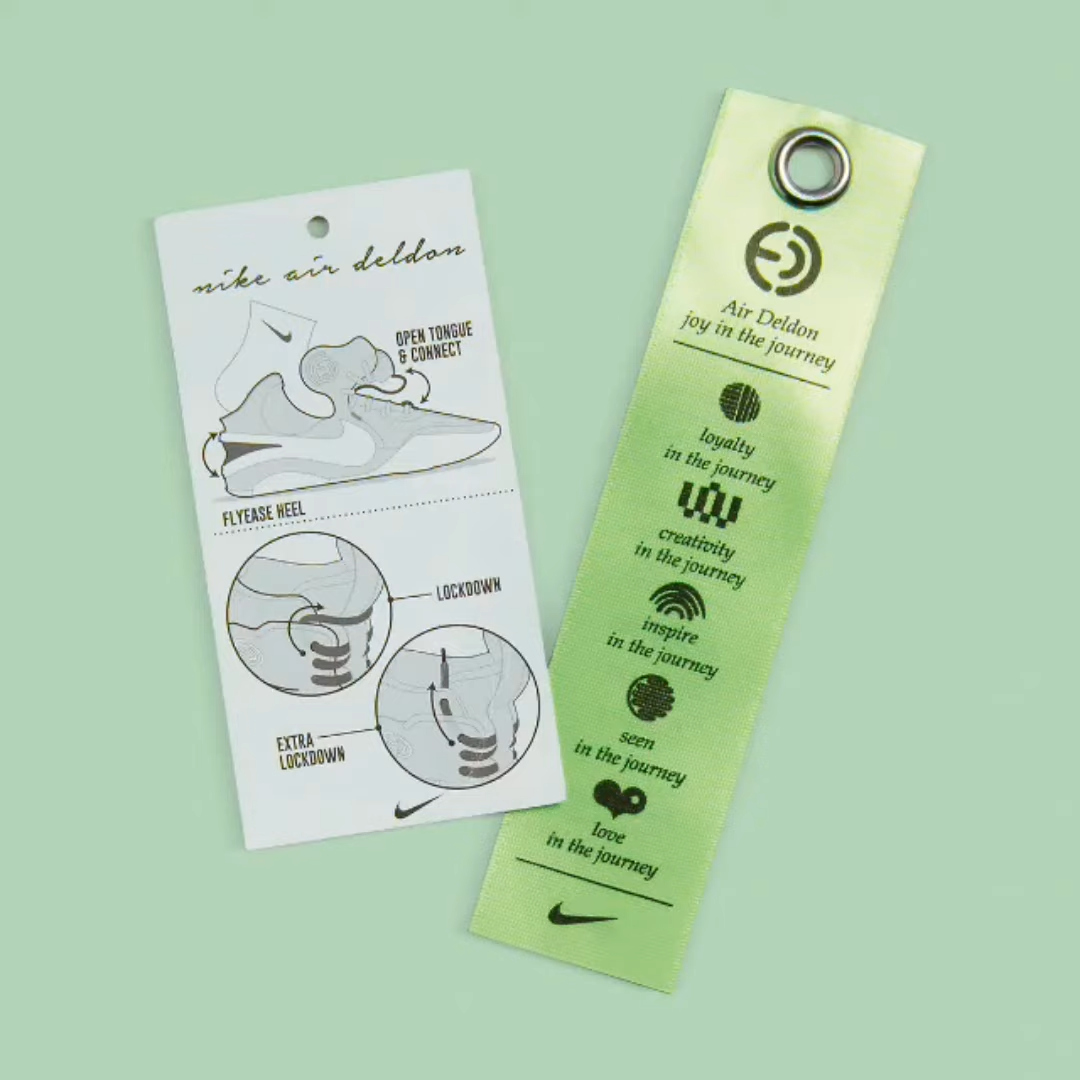 nike air deldon
OPEN TONGUE
& CONNECT
FLYEASE HEEL
LOCKDOWN
EXTRA
LOCKDOWN
Air Deldon
joy in the journey
loyalty
in the journey
creativity
in the journey
inspire
in the journey
seen
in the journey
love
in the journey